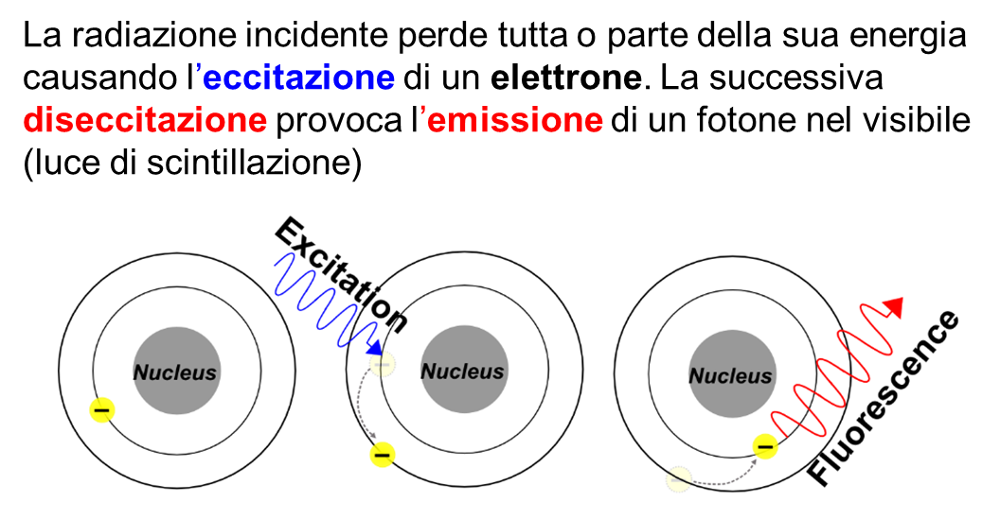 La radiazione incidente perde tutta o parte della sua energia
causando l’eccitazione di un elettrone. La successiva
diseccitazione provoca l’emissione di un fotone nel visibile
(luce di scintillazione)
Excitation
Nucleus
−
Nucleus
−
−
Nucleus
−
−
Fluorescence